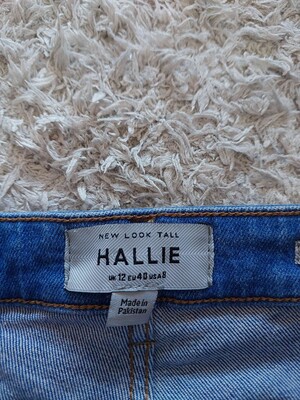 NEW LOOK TALL
HALLIE
UK 12 EU 40 USA 8
Made in
Pakistan